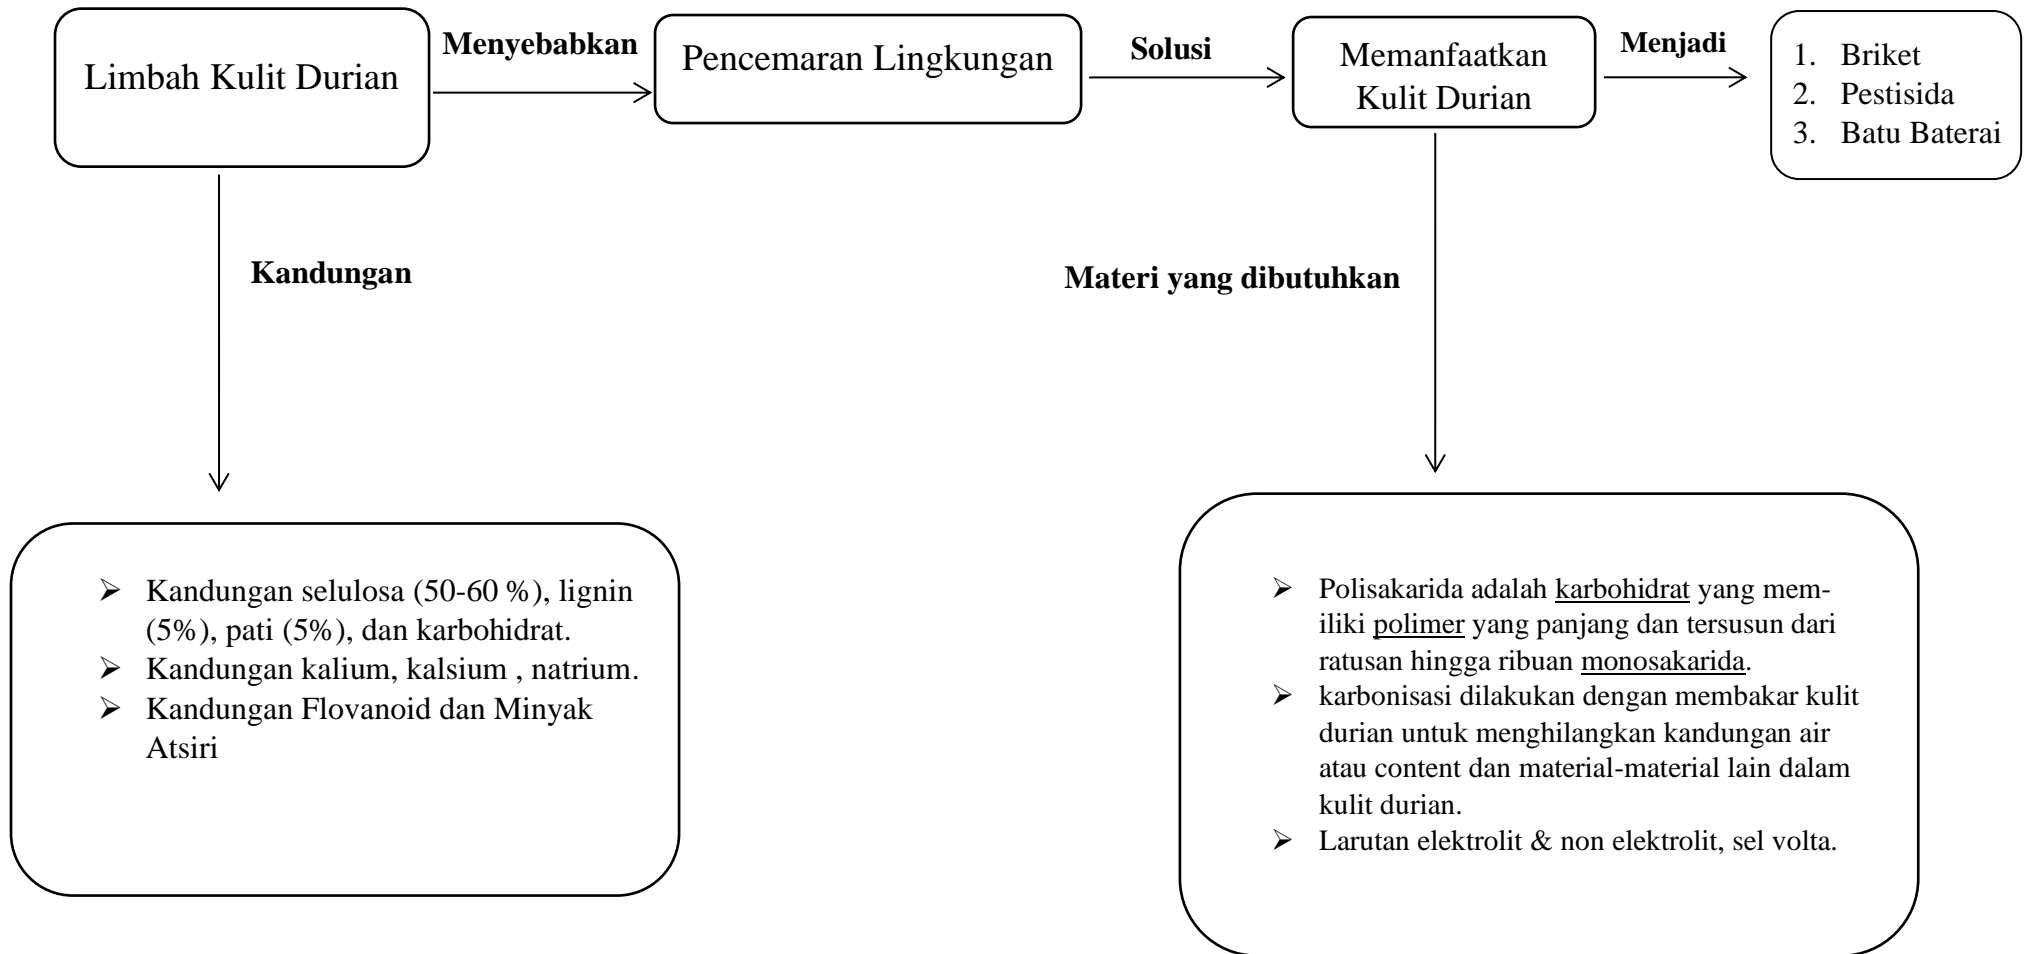 Limbah Kulit Durian
Menyebabkan
Pencemaran Lingkungan
Solusi
Memanfaatkan
Kulit Durian
Menjadi
1. Briket
2. Pestisida
3. Batu Baterai
Kandungan
Materi yang dibutuhkan
➢ Kandungan selulosa (50-60 %), lignin
(5%), pati (5%), dan karbohidrat.
➢ Kandungan kalium, kalsium , natrium.
➢ Kandungan Flovanoid dan Minyak
Atsiri
➢ Polisakarida adalah karbohidrat yang mem-
iliki polimer yang panjang dan tersusun dari
ratusan hingga ribuan monosakarida.
➢ karbonisasi dilakukan dengan membakar kulit
durian untuk menghilangkan kandungan air
atau content dan material-material lain dalam
kulit durian.
➢ Larutan elektrolit & non elektrolit, sel volta.